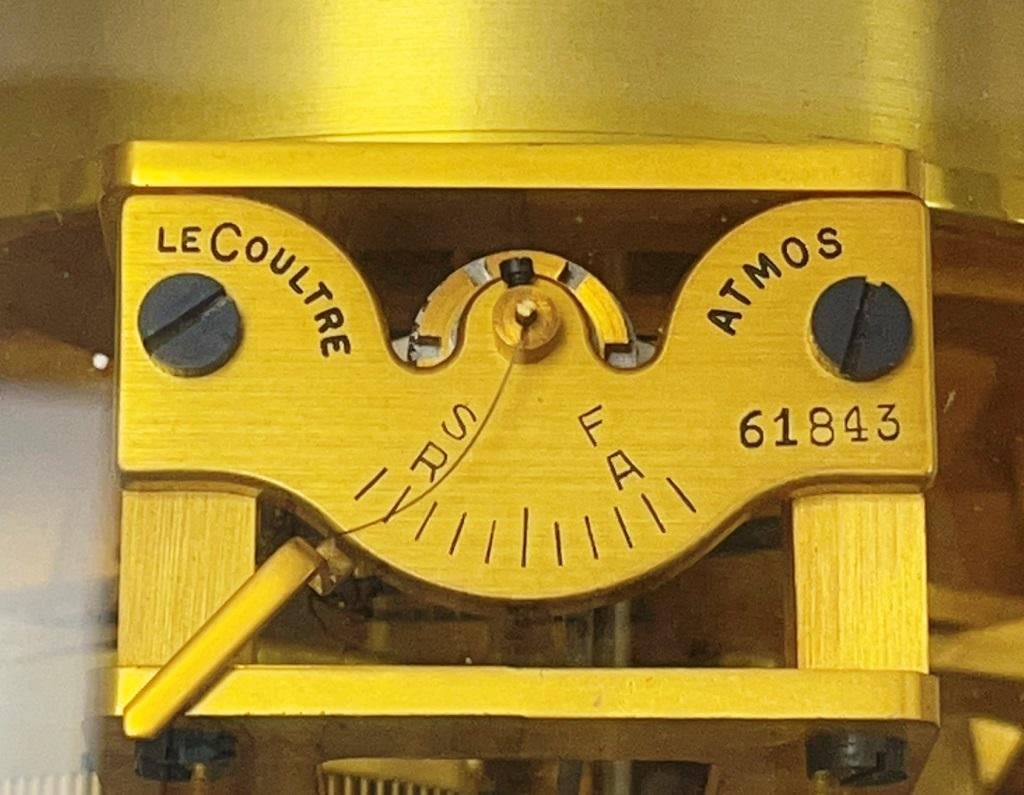 LECOULTRE
ATMOS
61843
S F
R A